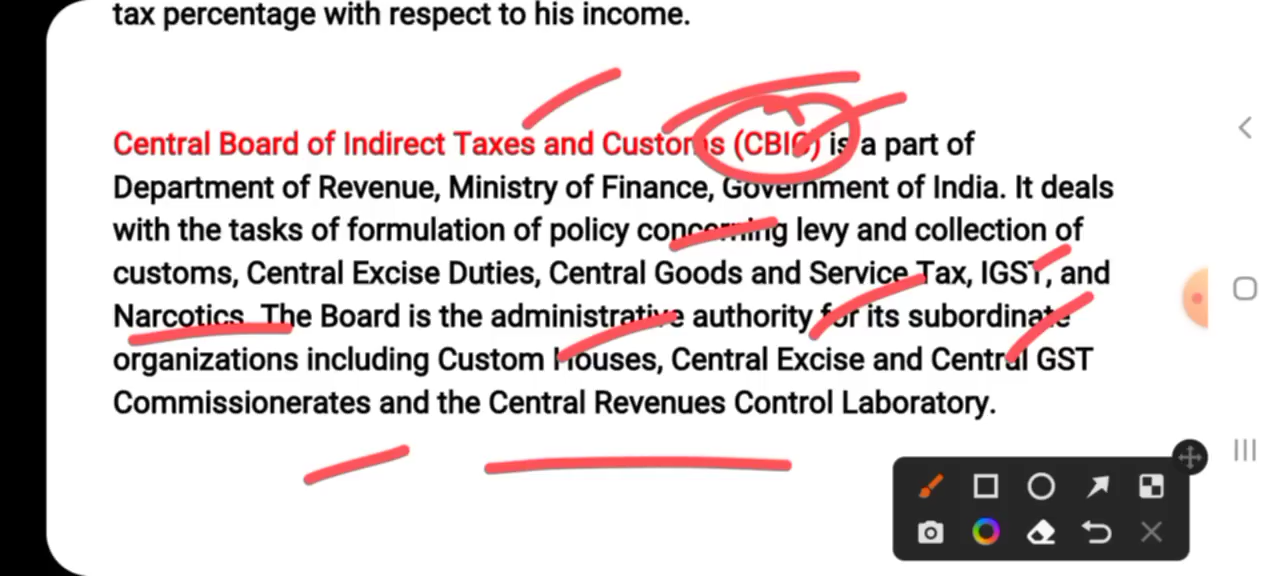 tax percentage with respect to his income.
Central Board of Indirect Taxes and Customs (CBIC) is a part of
Department of Revenue, Ministry of Finance, Government of India. It deals
with the tasks of formulation of policy concerning levy and collection of
customs, Central Excise Duties, Central Goods and Service Tax, IGST, and
Narcotics. The Board is the administrative authority for its subordinate
organizations including Custom Houses, Central Excise and Central GST
Commissionerates and the Central Revenues Control Laboratory.